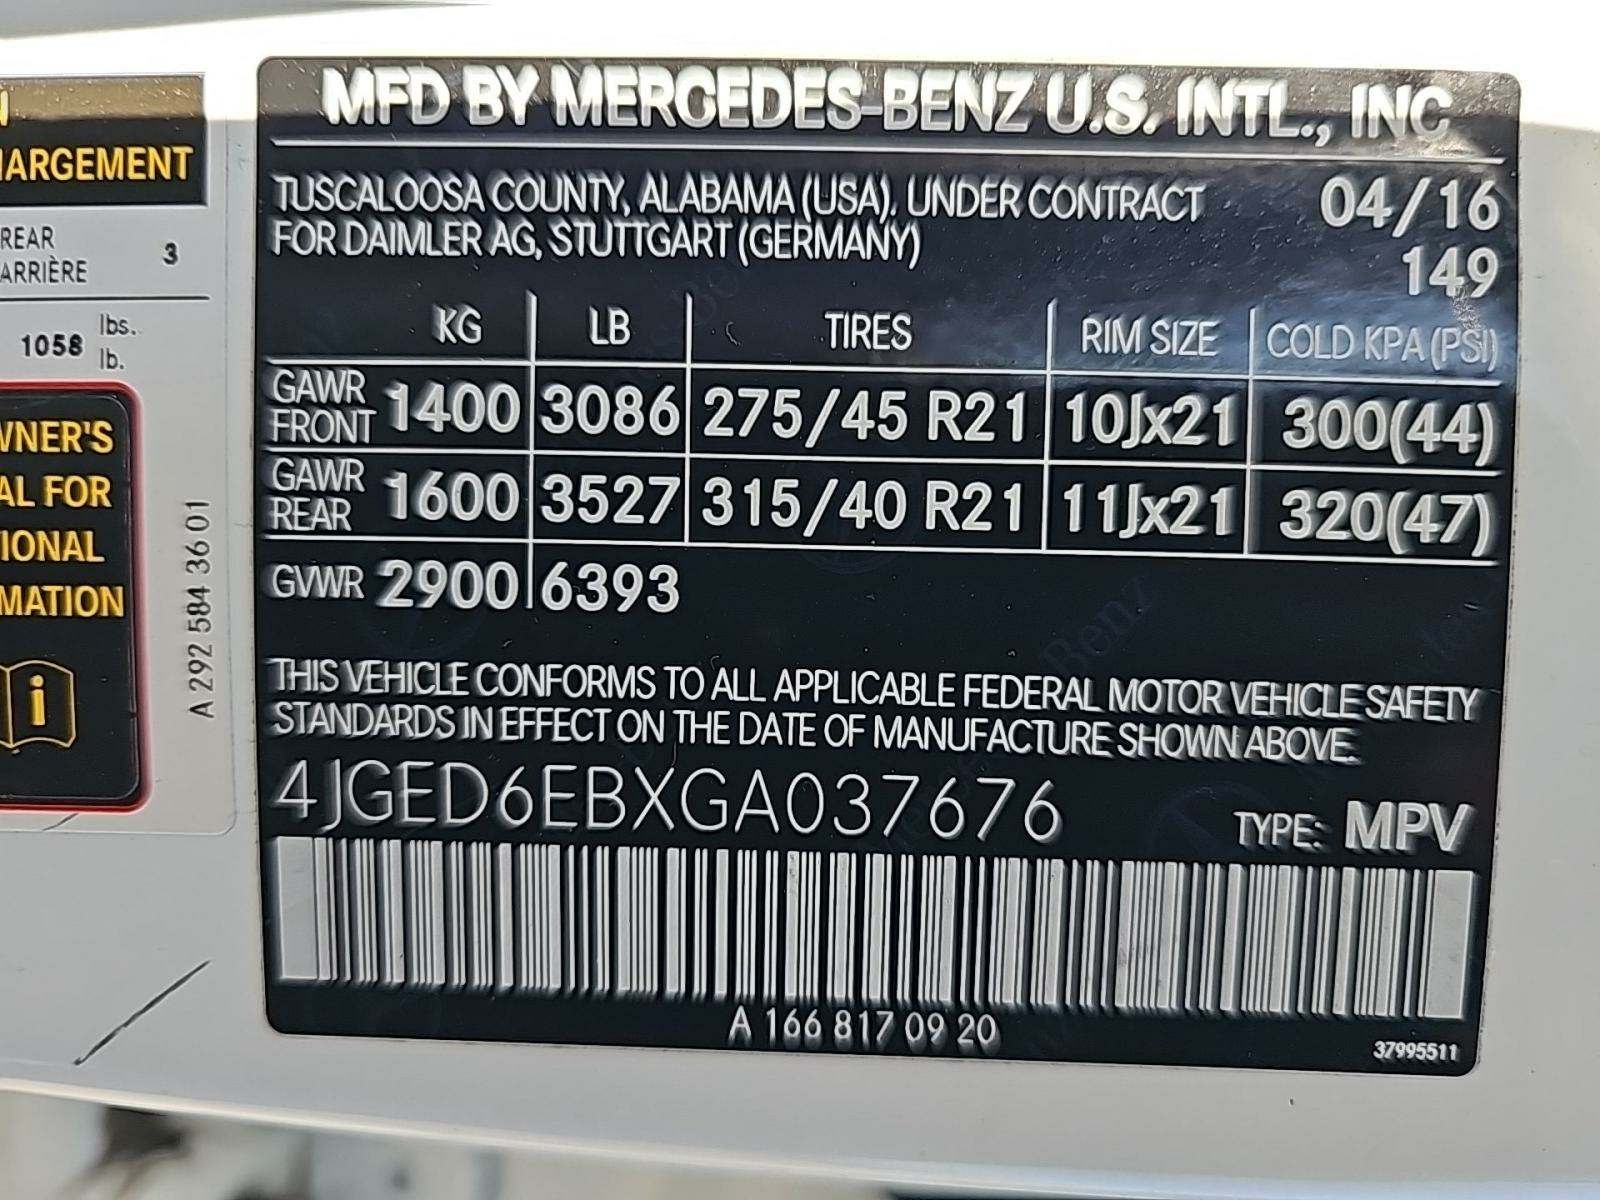 N
HARGEMENT
REAR
ARRIÈRE
3
1058 lbs.
lb.
WNER'S
AL FOR
TIONAL
MATION
i
A 292 584 36 01
MFD BY MERCEDES-BENZ U.S. INTL., INC
TUSCALOOSA COUNTY, ALABAMA (USA). UNDER CONTRACT
FOR DAIMLER AG, STUTTGART (GERMANY)
04/16
149
KG LB TIRES RIM SIZE COLD KPA (PSI)
GAWR
FRONT 1400 3086 275/45 R21 10Jx21 300(44)
GAWR
REAR 1600 3527 315/40 R21 11Jx21 320(47)
GVWR 2900 6393
THIS VEHICLE CONFORMS TO ALL APPLICABLE FEDERAL MOTOR VEHICLE SAFETY
STANDARDS IN EFFECT ON THE DATE OF MANUFACTURE SHOWN ABOVE.
4JGED6EBXGA037676
TYPE: MPV
A 166 817 09 20
37995511